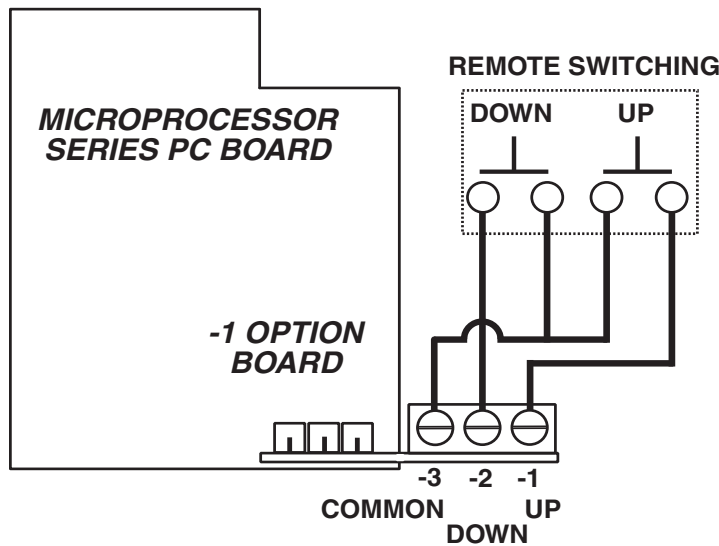 REMOTE SWITCHING
DOWN UP
MICROPROCESSOR
SERIES PC BOARD
-1 OPTION
BOARD
-3 -2 -1
COMMON UP
DOWN